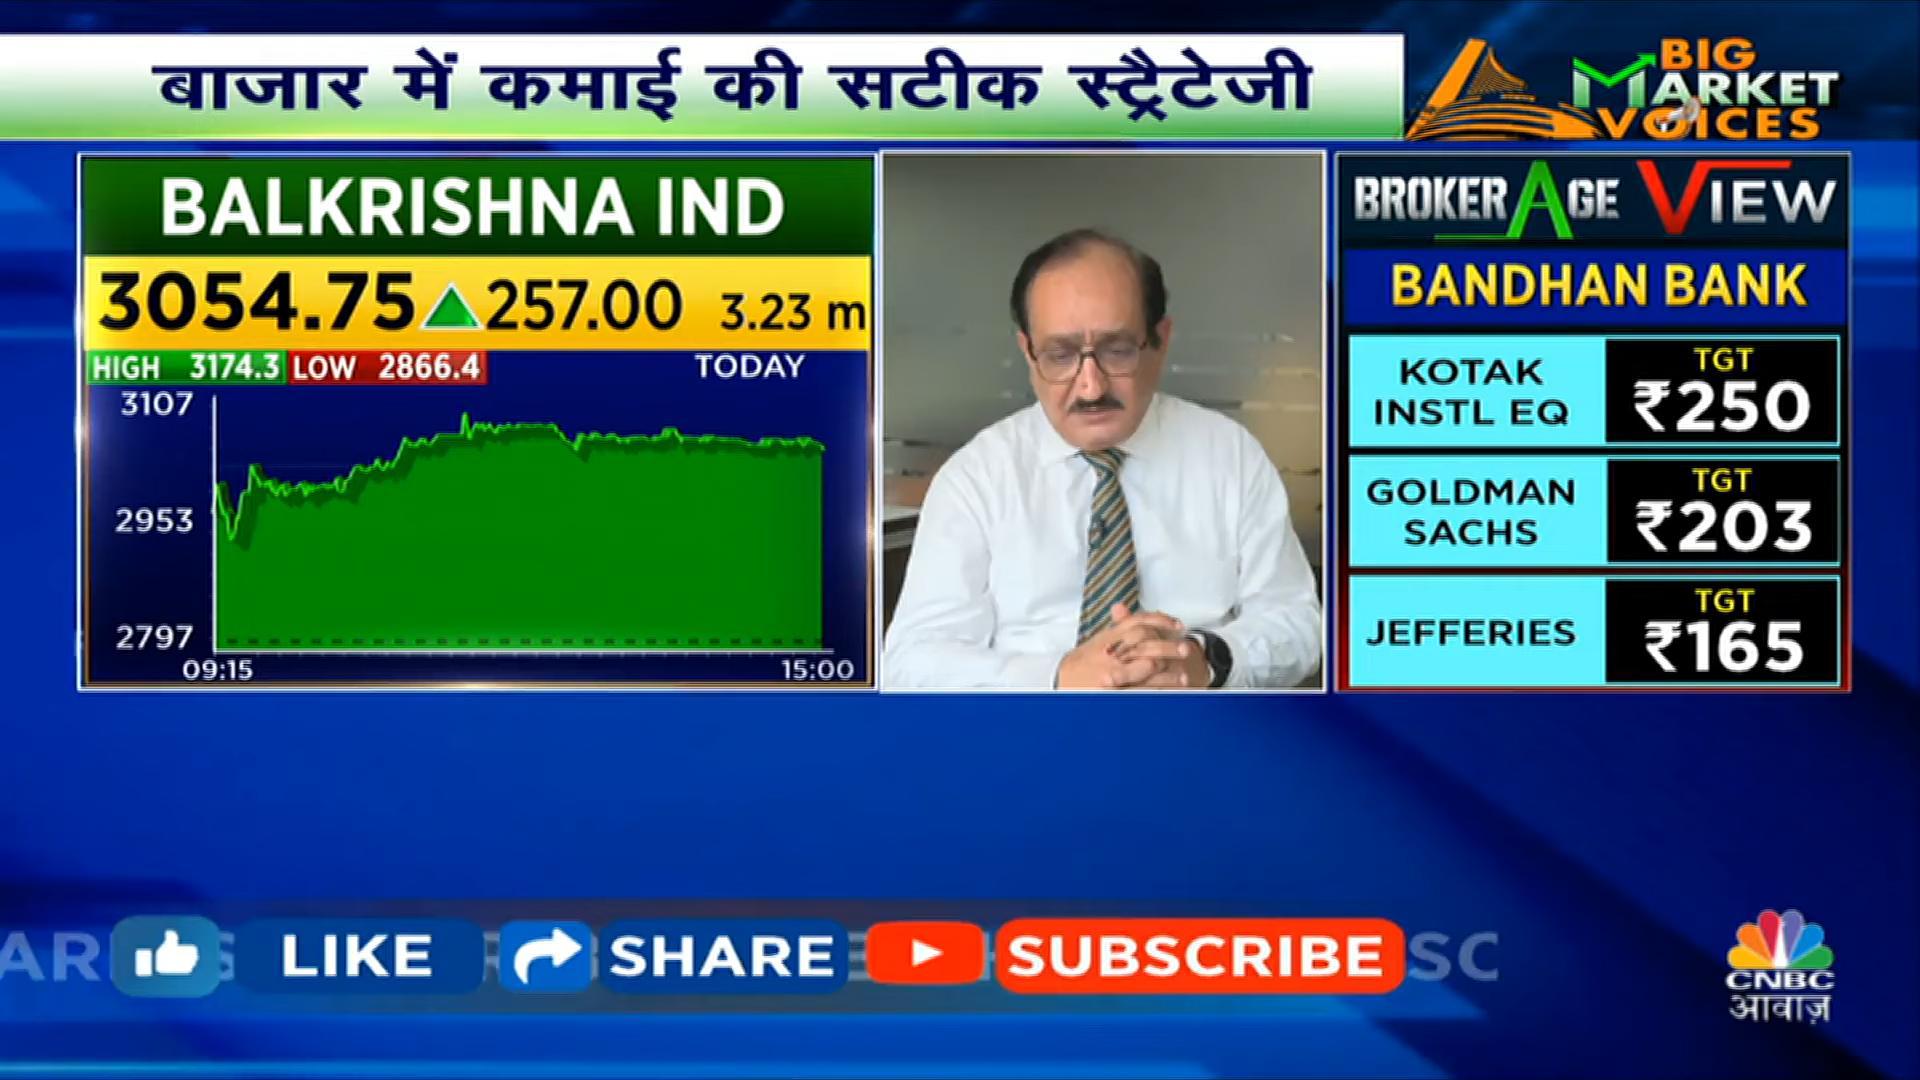 बाजार में कमाई की सटीक स्ट्रैटेजी
BIG
MARKET
VOICES
BALKRISHNA IND
3054.75 ▲ 257.00 3.23 m
HIGH 3174.3 LOW 2866.4 TODAY
3107
2953
2797
09:15 15:00
BROKERAGE VIEW
BANDHAN BANK
KOTAK
INSTL EQ
TGT
₹250
GOLDMAN
SACHS
TGT
₹203
JEFFERIES
TGT
₹165
LIKE SHARE SUBSCRIBE
CNBC
आवाज़